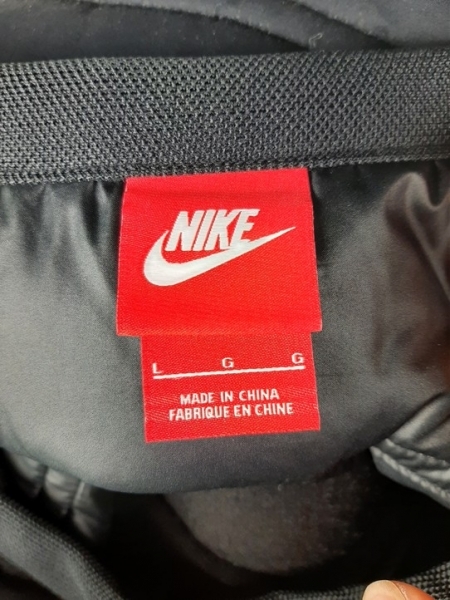 NIKE
L G G
MADE IN CHINA
FABRIQUE EN CHINE